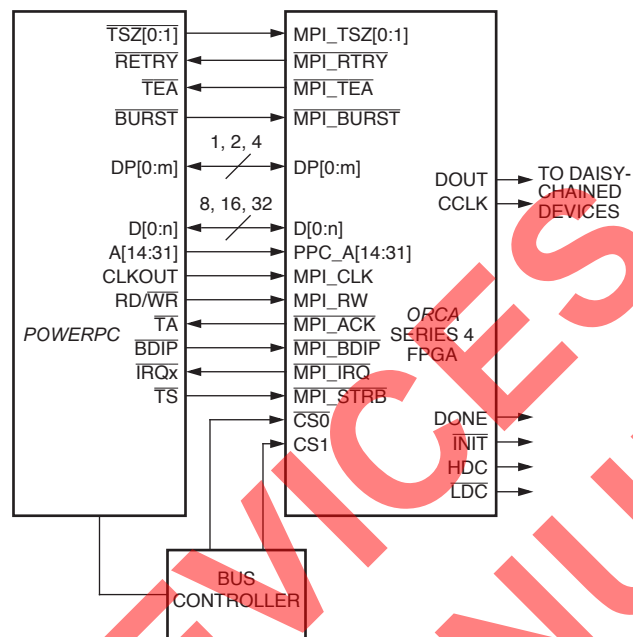 TSZ[0:1] MPI_TSZ[0:1]
RETRY MPI_RTRY
TEA MPI_TEA
BURST MPI_BURST
1, 2, 4
DP[0:m] DP[0:m]
DOUT TO DAISY-
CCLK CHAINED
DEVICES
8, 16, 32
D[0:n] D[0:n]
A[14:31] PPC_A[14:31]
CLKOUT MPI_CLK
RD/WR MPI_RW
POWERPC
TA MPI_ACK
BDIP MPI_BDIP
IRQx MPI_IRQ
TS MPI_STRB
ORCA
SERIES 4
FPGA
CS0
CS1
DONE
INIT
HDC
LDC
BUS
CONTROLLER
EVICES
NU